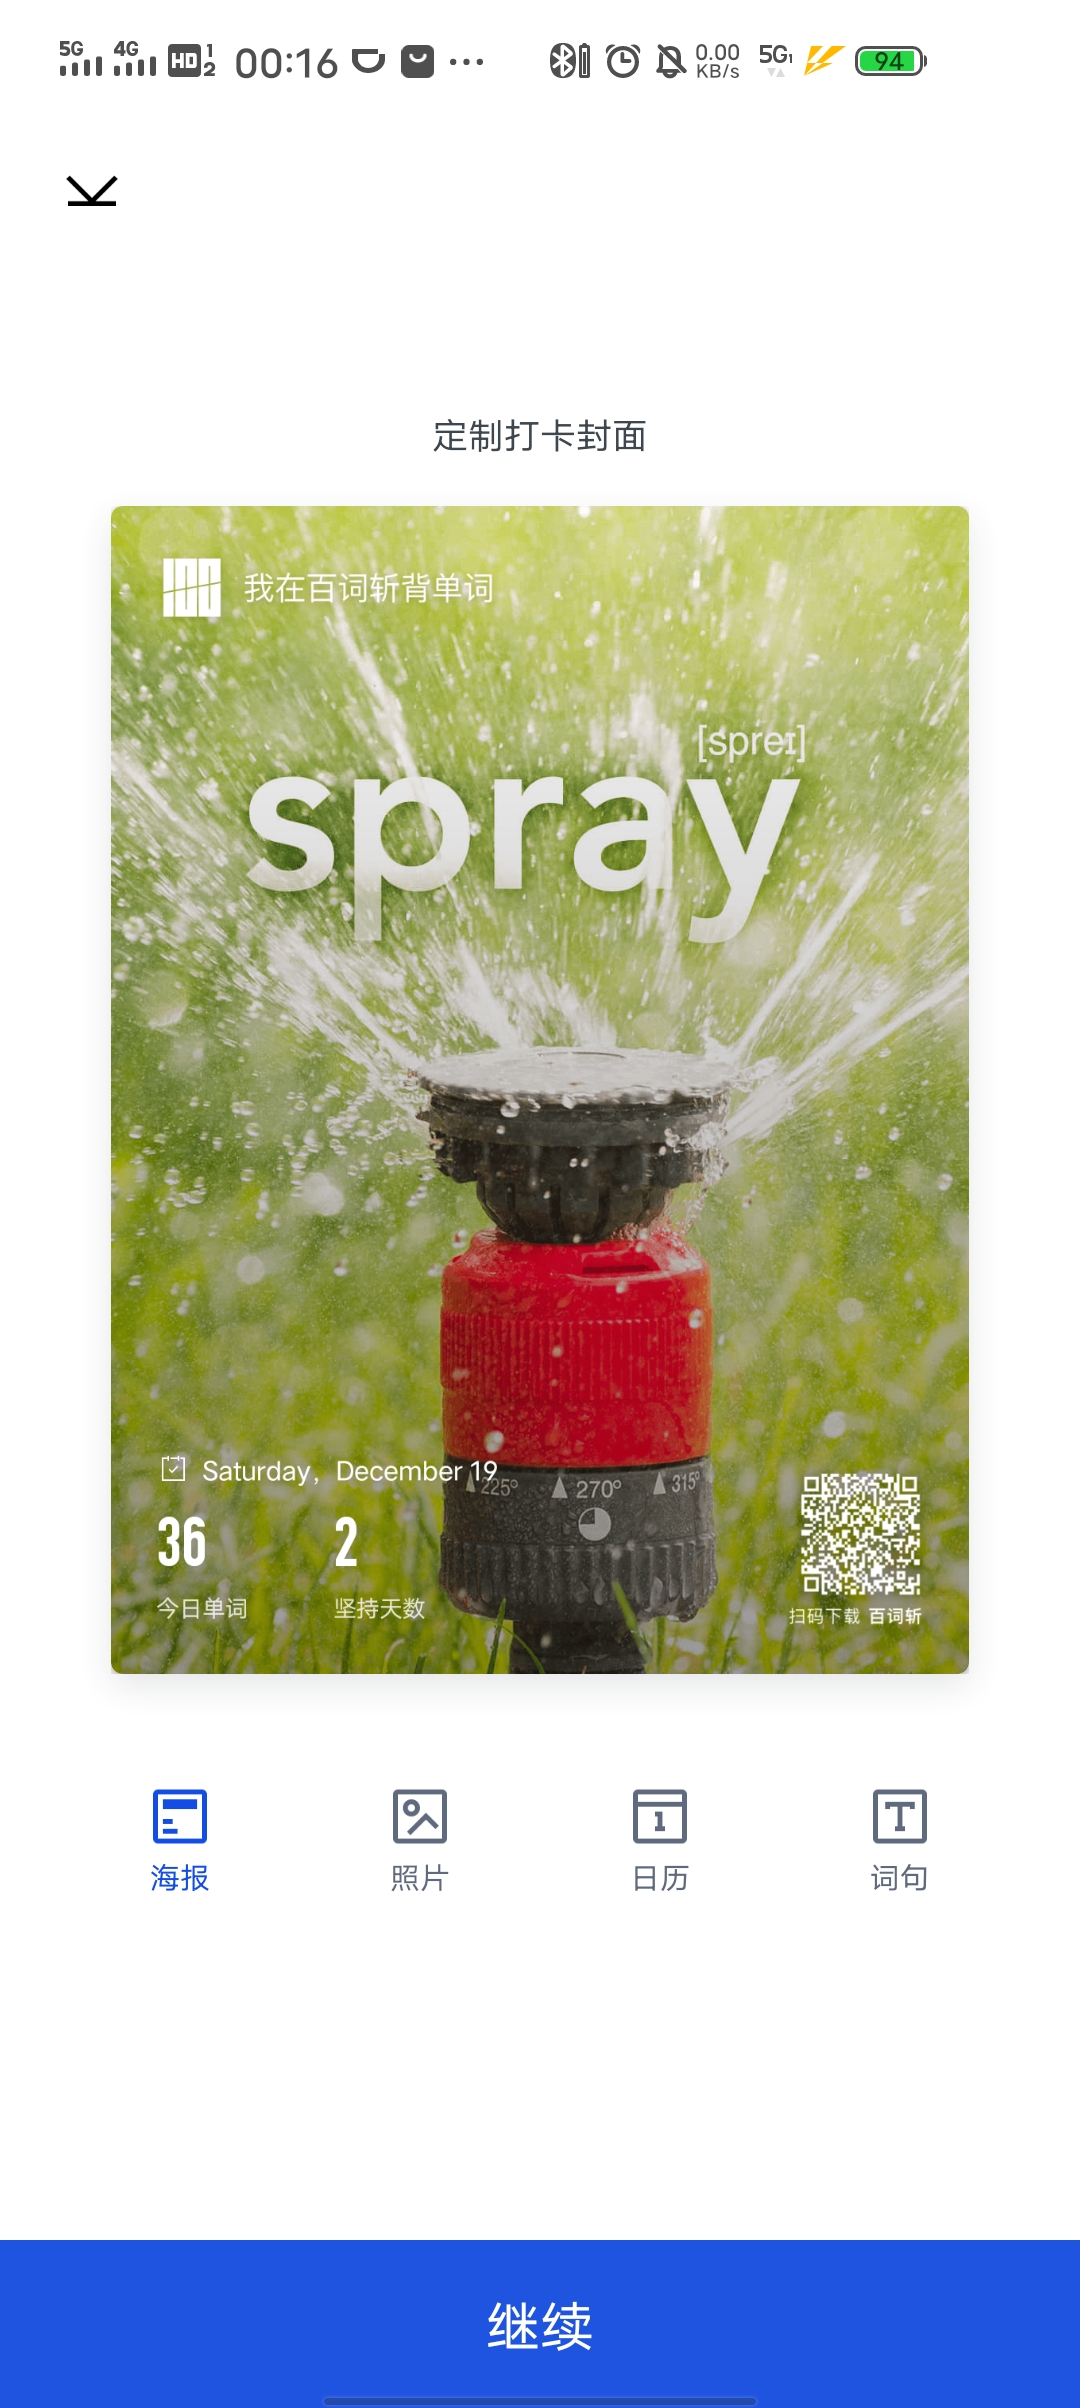 5G 4G HD 1 2 00:16 ··· 0.00 KB/s 5G1 94
定制打卡封面
我在百词斩背单词
[spreɪ]
spray
Saturday, December 19
225° 270° 315°
36 2
今日单词 坚持天数
扫码下载 百词斩
海报 照片 日历 词句
继续